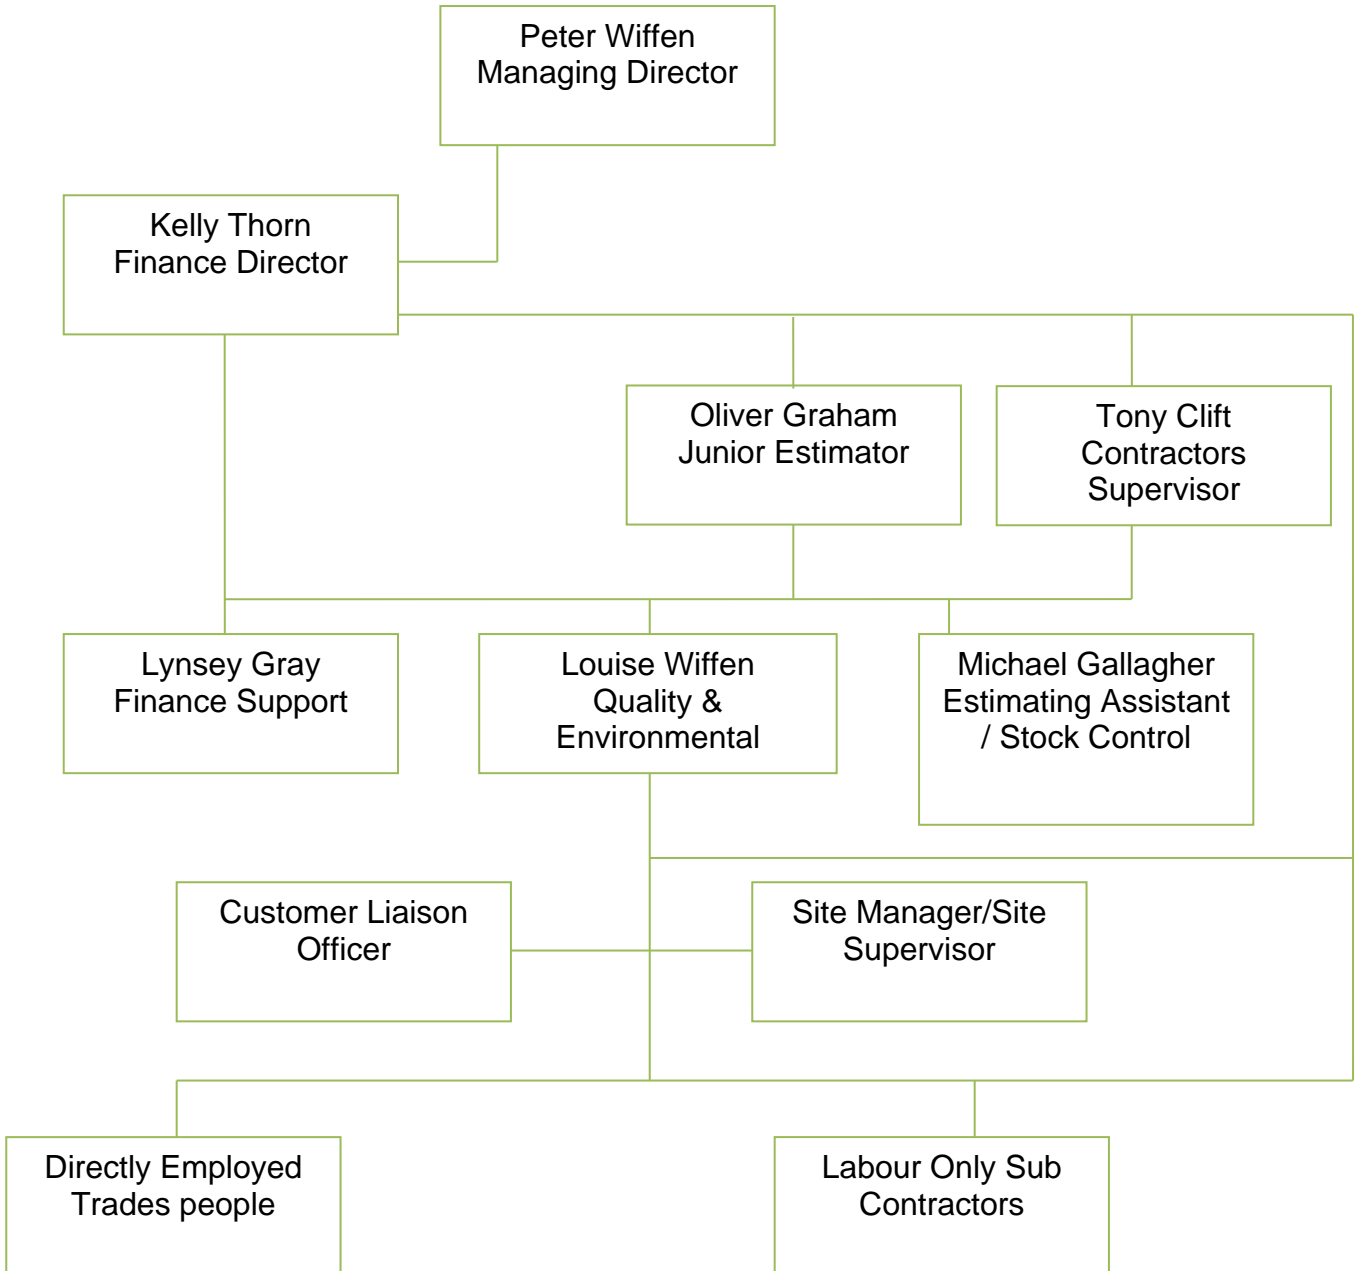 Peter Wiffen
Managing Director
Kelly Thorn
Finance Director
Oliver Graham
Junior Estimator
Tony Clift
Contractors
Supervisor
Lynsey Gray
Finance Support
Louise Wiffen
Quality &
Environmental
Michael Gallagher
Estimating Assistant
/ Stock Control
Customer Liaison
Officer
Site Manager/Site
Supervisor
Directly Employed
Trades people
Labour Only Sub
Contractors